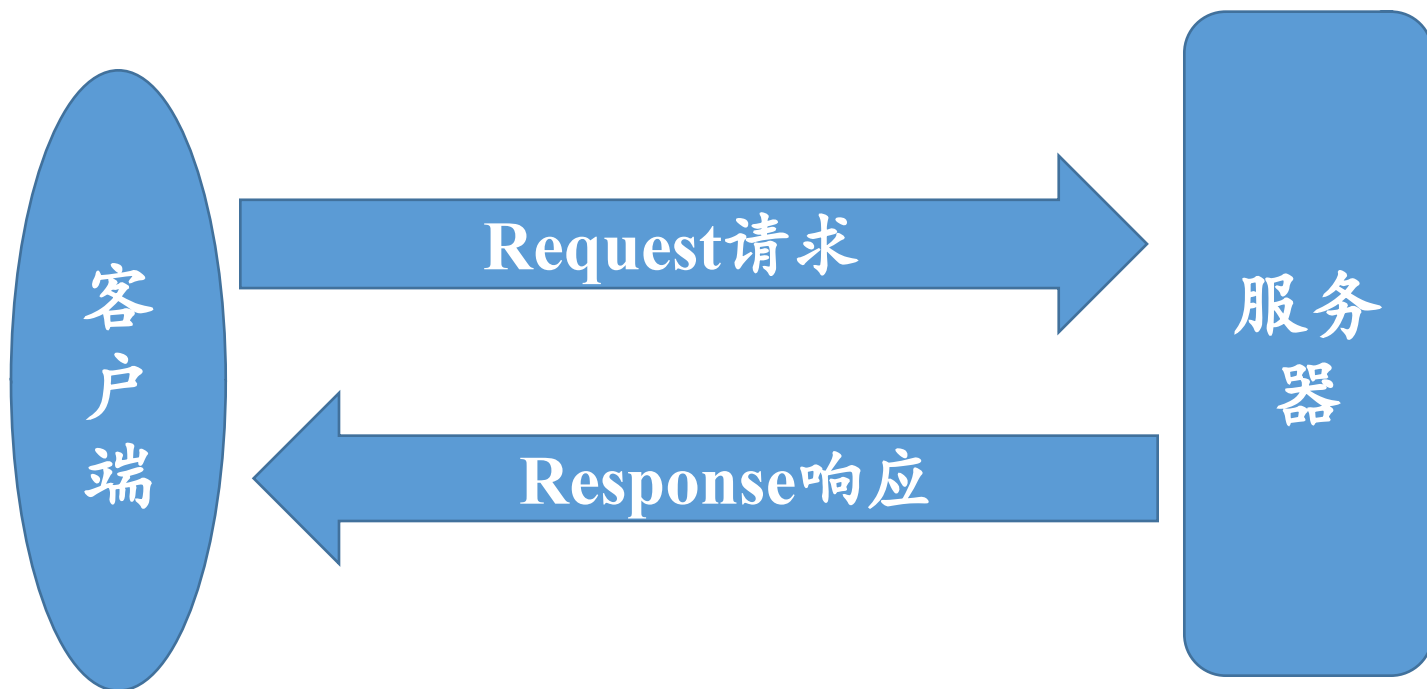 客
户
端
Request请求
Response响应
服务
器